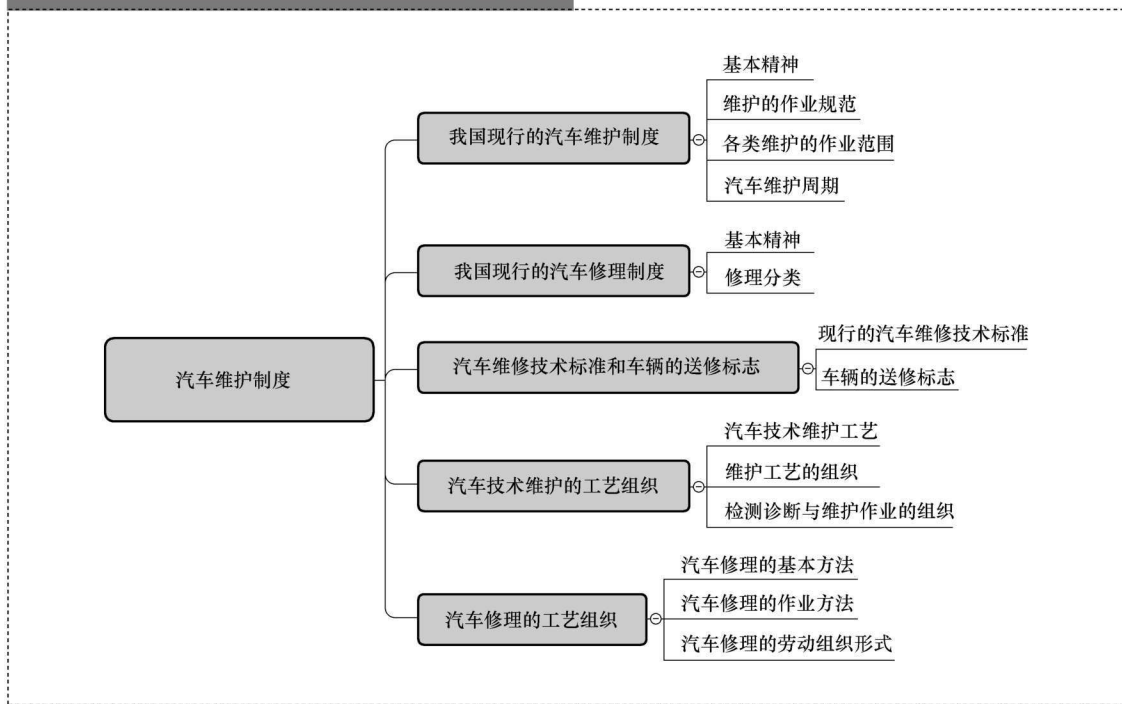 汽车维护制度
我国现行的汽车维护制度
基本精神
维护的作业规范
各类维护的作业范围
汽车维护周期
我国现行的汽车修理制度
基本精神
修理分类
汽车维修技术标准和车辆的送修标志
现行的汽车维修技术标准
车辆的送修标志
汽车技术维护的工艺组织
汽车技术维护工艺
维护工艺的组织
检测诊断与维护作业的组织
汽车修理的工艺组织
汽车修理的基本方法
汽车修理的作业方法
汽车修理的劳动组织形式